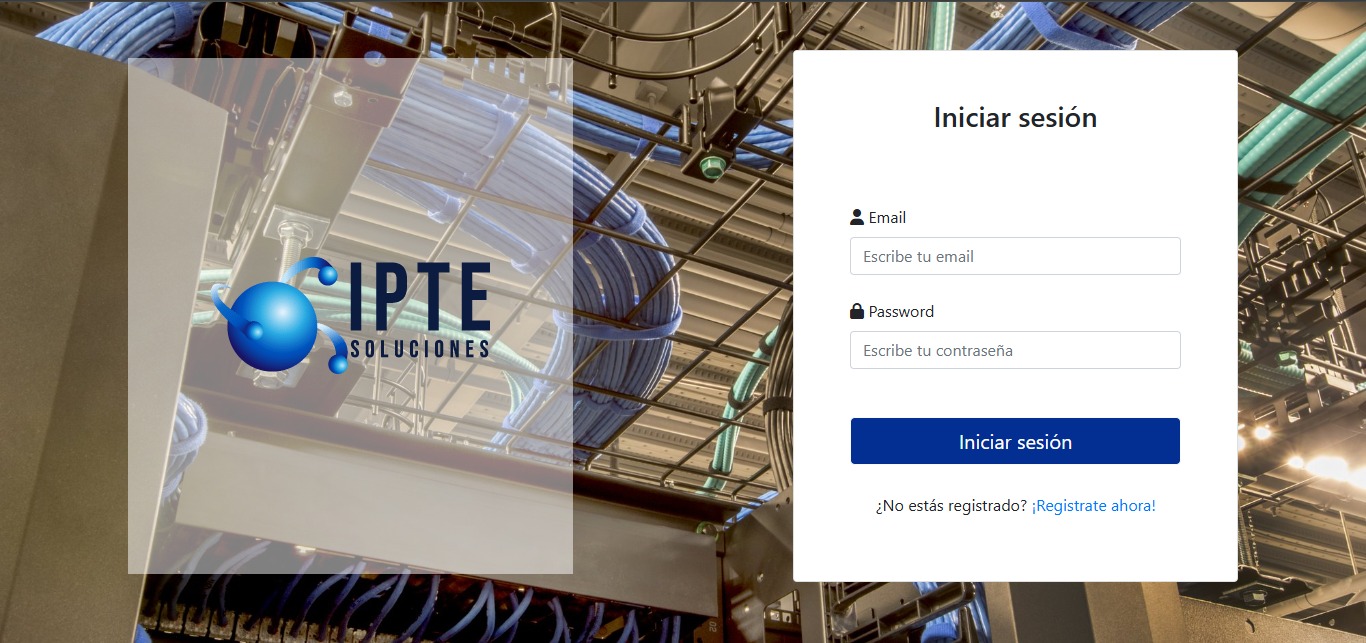 IPTE
SOLUCIONES
Iniciar sesión
Email
Escribe tu email
Password
Escribe tu contraseña
Iniciar sesión
¿No estás registrado? ¡Registrate ahora!